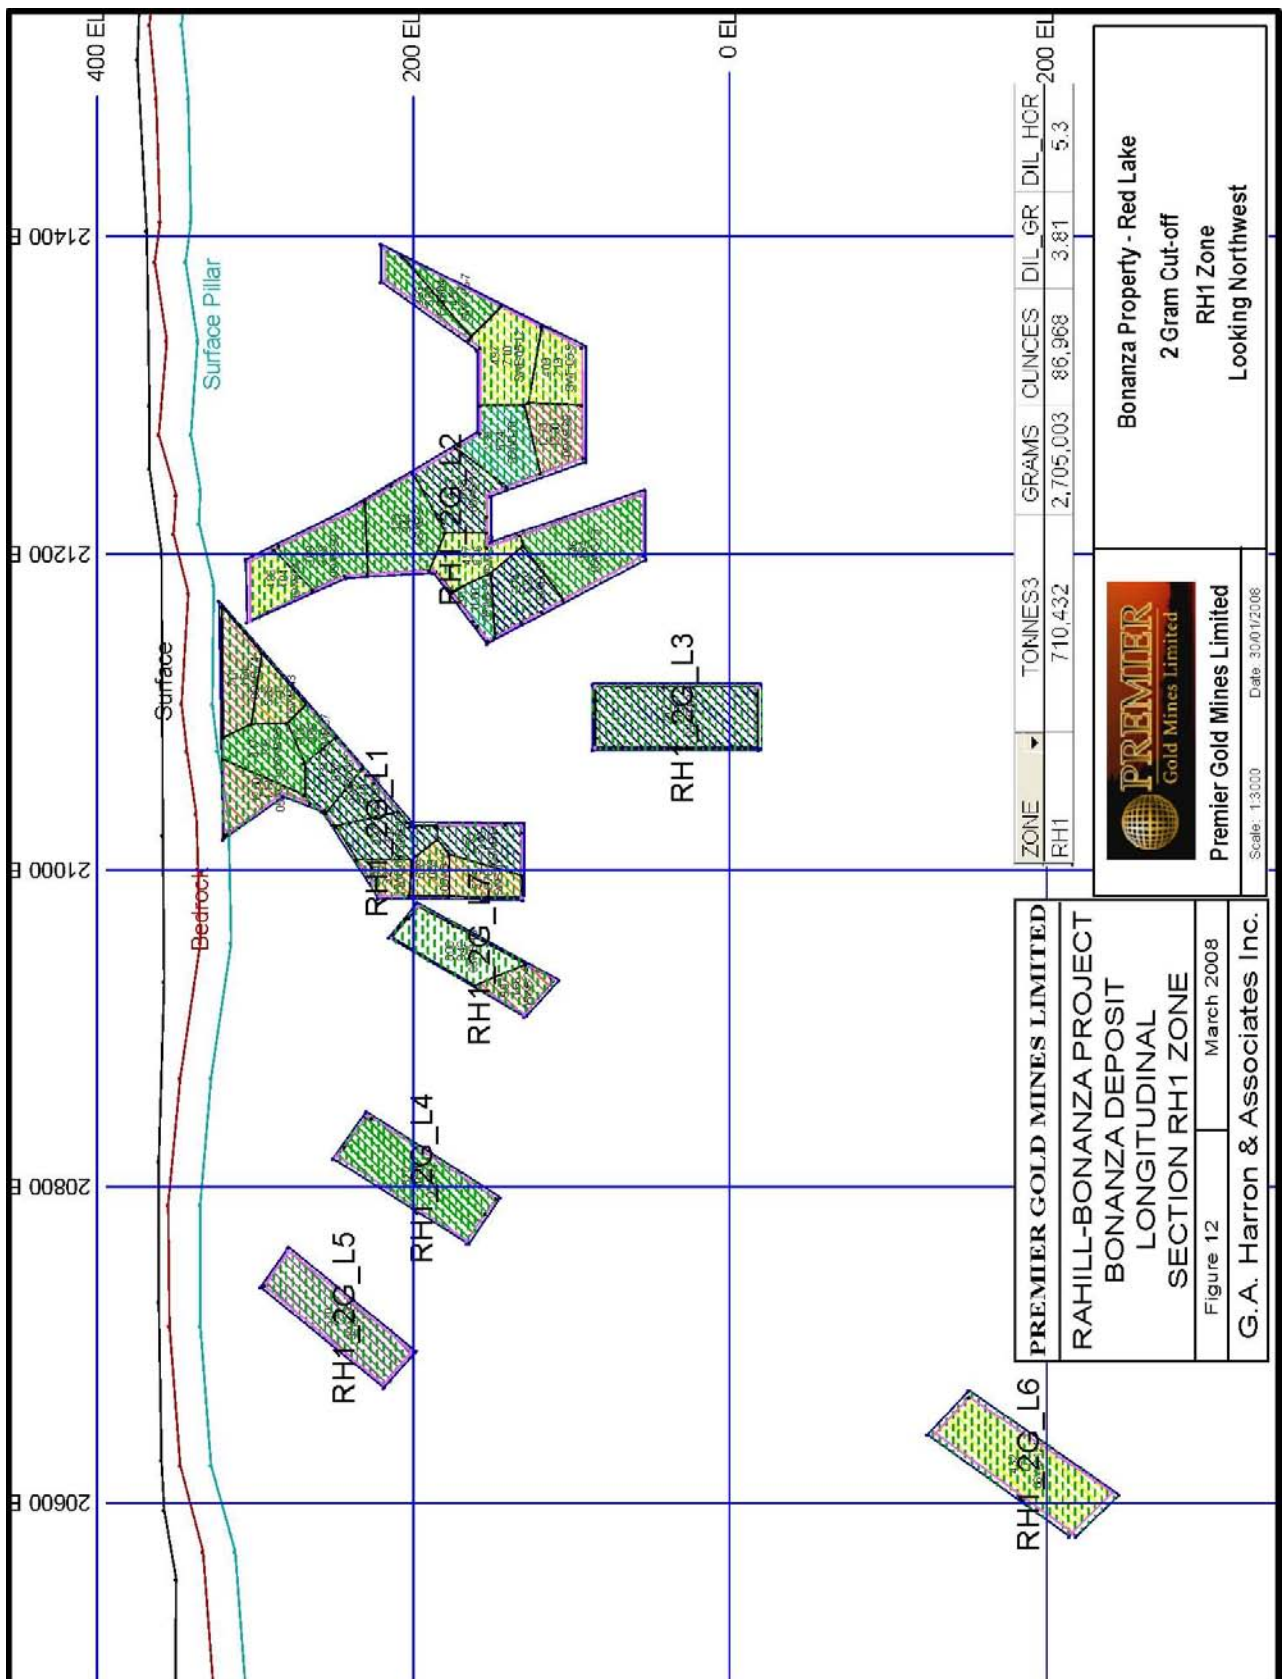 400 EL
200 EL
0 EL
200 EL
21400
21200
21000
20800
20600
Surface Pillar
Surface
Bedrock
RH1_2G_L2
RH1_2G_L3
RH1_2G_L1
RH1_2G_L7
RH1_2G_L4
RH1_2G_L5
RH1_2G_L6
ZONE TONNES3 GRAMS OUNCES DIL_GR DIL_HOR
RH1 710,432 2,705,003 86,968 3.81 5.3
Bonanza Property - Red Lake
2 Gram Cut-off
RH1 Zone
Looking Northwest
PREMIER
Gold Mines Limited
Premier Gold Mines Limited
Scale: 1:3000 Date: 30/01/2008
PREMIER GOLD MINES LIMITED
RAHILL-BONANZA PROJECT
BONANZA DEPOSIT
LONGITUDINAL
SECTION RH1 ZONE
Figure 12 March 2008
G.A. Harron & Associates Inc.